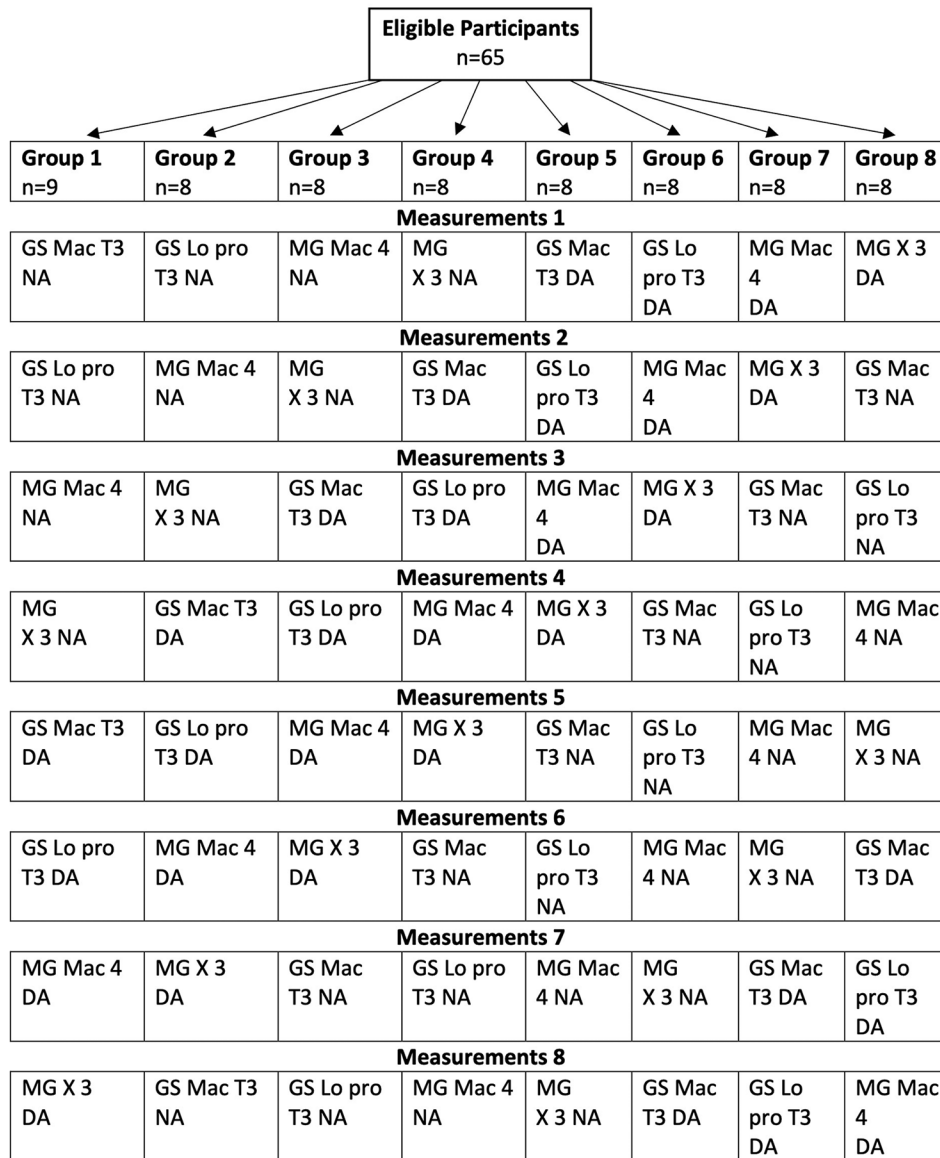 Eligible Participants
n=65
Group 1 Group 2 Group 3 Group 4 Group 5 Group 6 Group 7 Group 8
n=9 n=8 n=8 n=8 n=8 n=8 n=8 n=8
Measurements 1
GS Mac T3 GS Lo pro MG Mac 4 MG GS Mac GS Lo MG Mac MG X 3
NA T3 NA NA X 3 NA T3 DA pro T3 4 DA
DA DA
Measurements 2
GS Lo pro MG Mac 4 MG GS Mac GS Lo MG Mac MG X 3 GS Mac
T3 NA NA X 3 NA T3 DA pro T3 4 DA T3 NA
DA DA
Measurements 3
MG Mac 4 MG GS Mac GS Lo pro MG Mac MG X 3 GS Mac GS Lo
NA X 3 NA T3 DA T3 DA 4 DA T3 NA pro T3
DA NA
Measurements 4
MG GS Mac T3 GS Lo pro MG Mac 4 MG X 3 GS Mac GS Lo MG Mac
X 3 NA DA T3 DA DA DA T3 NA pro T3 4 NA
NA
Measurements 5
GS Mac T3 GS Lo pro MG Mac 4 MG X 3 GS Mac GS Lo MG Mac MG
DA T3 DA DA DA T3 NA pro T3 4 NA X 3 NA
NA
Measurements 6
GS Lo pro MG Mac 4 MG X 3 GS Mac GS Lo MG Mac MG GS Mac
T3 DA DA DA T3 NA pro T3 4 NA X 3 NA T3 DA
NA
Measurements 7
MG Mac 4 MG X 3 GS Mac GS Lo pro MG Mac MG GS Mac GS Lo
DA DA T3 NA T3 NA 4 NA X 3 NA T3 DA pro T3
DA
Measurements 8
MG X 3 GS Mac T3 GS Lo pro MG Mac 4 MG GS Mac GS Lo MG Mac
DA NA T3 NA NA X 3 NA T3 DA pro T3 4
DA DA